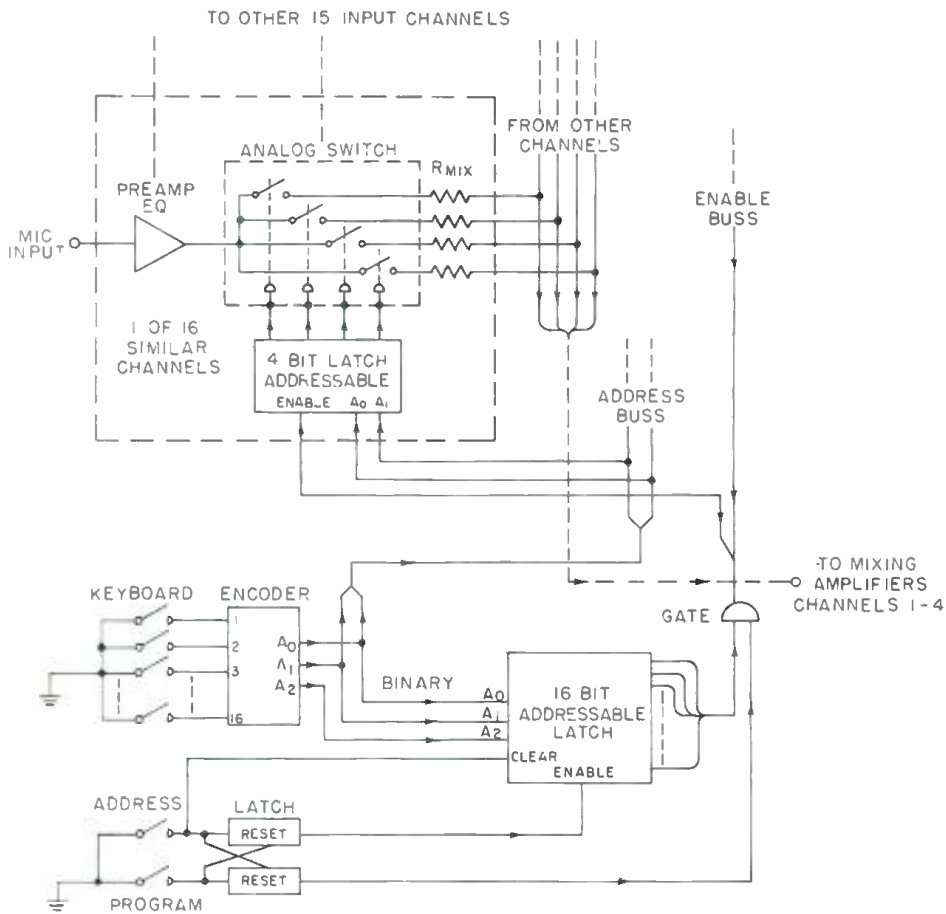 TO OTHER 15 INPUT CHANNELS
FROM OTHER
CHANNELS
ANALOG SWITCH
RMIX
PREAMP
EQ
ENABLE
BUSS
MIC
INPUT
1 OF 16
SIMILAR
CHANNELS
4 BIT LATCH
ADDRESSABLE
ENABLE A0 A1
ADDRESS
BUSS
TO MIXING
AMPLIFIERS
CHANNELS 1-4
KEYBOARD
ENCODER
GATE
1
2
3
16
A0
A1
A2
BINARY
A0
A1
A2
16 BIT
ADDRESSABLE
LATCH
CLEAR
ENABLE
ADDRESS
LATCH
RESET
RESET
PROGRAM